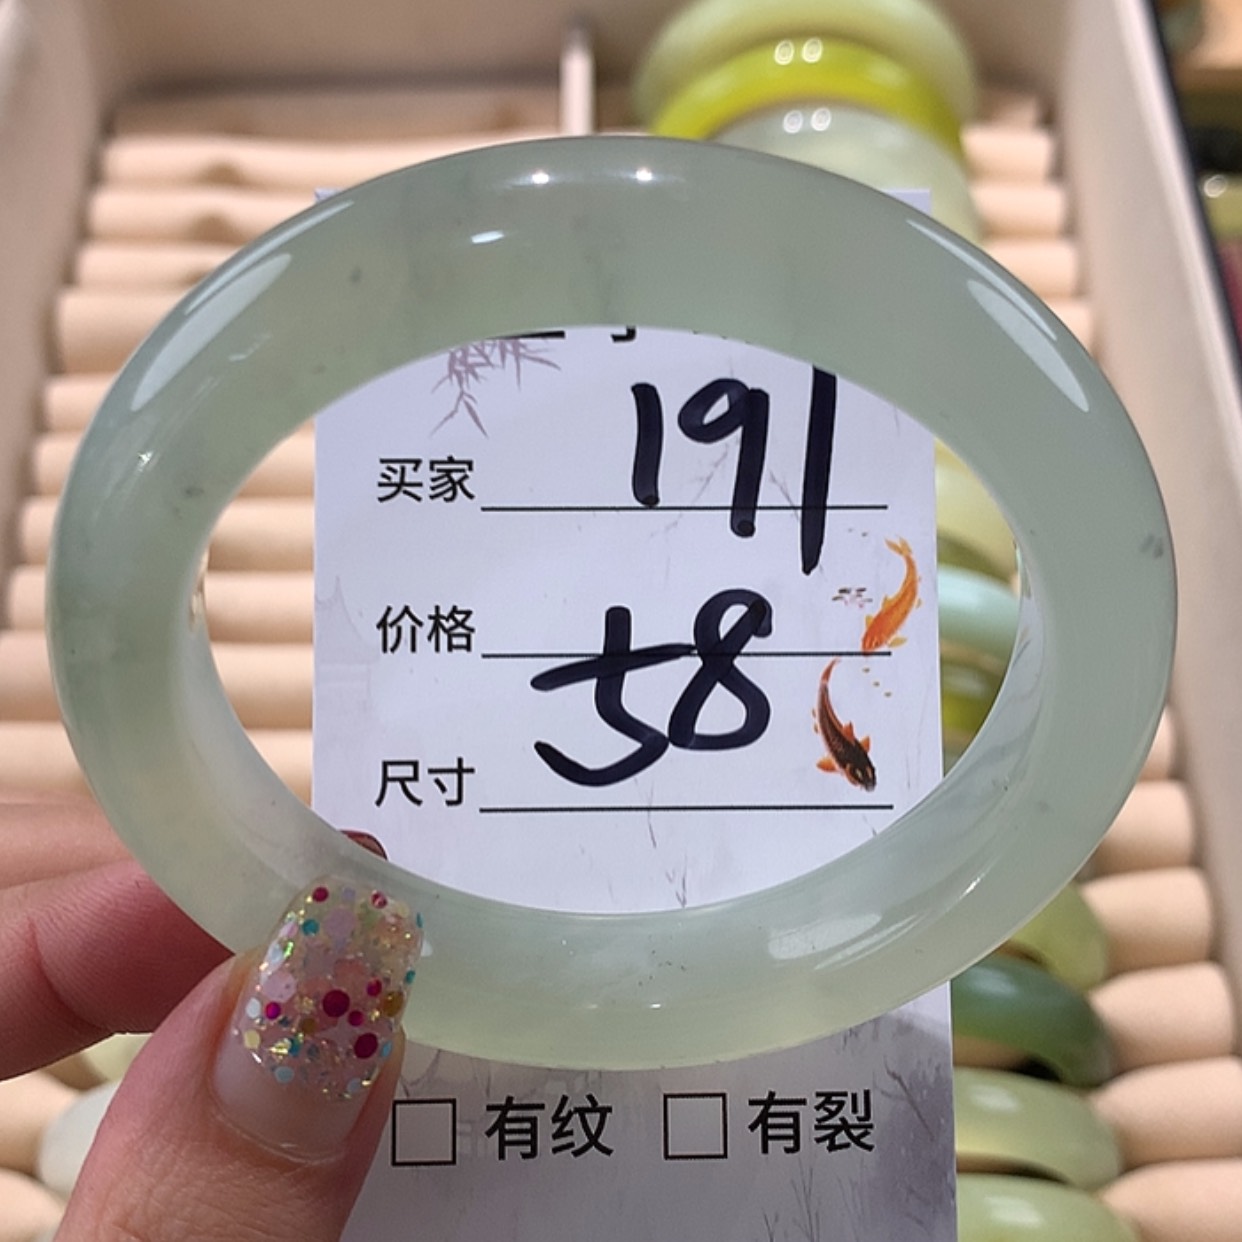 买家 191
价格 58
尺寸
□ 有纹 □ 有裂